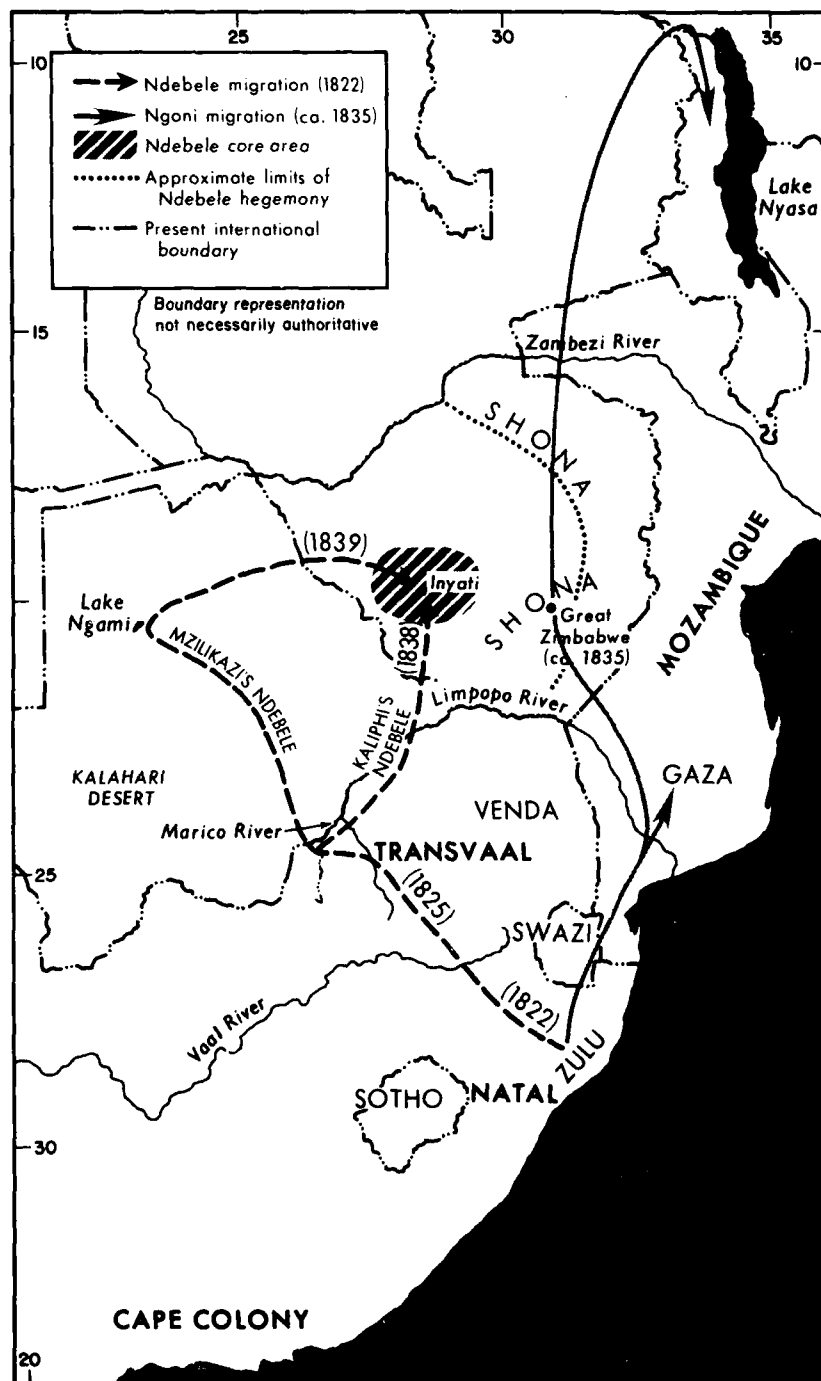 25
35
10
10
Ndebele migration (1822)
Ngoni migration (ca. 1835)
Ndebele core area
Approximate limits of
Ndebele hegemony
Present international
boundary
Boundary representation
not necessarily authoritative
Lake
Nyasa
15
Zambezi River
SHONA
(1839)
Inyati
Lake
Ngami
SHONA
Great
Zimbabwe
(ca. 1835)
MOZAMBIQUE
MZILIKAZI'S NDEBELE
(1838)
KALIPHI'S
NDEBELE
Limpopo River
KALAHARI
DESERT
GAZA
VENDA
Marico River
TRANSVAAL
25
(1825)
SWAZI
(1822)
Vaal River
ZULU
SOTHO
NATAL
30
CAPE COLONY
20